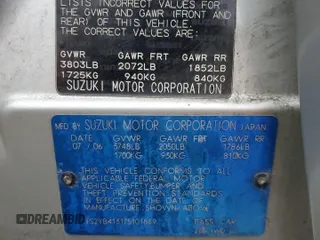 LISTS INCORRECT VALUES FOR THE
GVWR AND GAWR (FRONT
AND REAR).
THE CORRECT VALUES ARE:
GVWR GAWR FRT GAWR RR
3803LB 2072LB 1852LB
1725KG 940KG 840KG
SUZUKI MOTOR CORPORATION
MFD BY SUZUKI MOTOR CORPORATION JAPAN
DATE GVWR GAWR FRT GAWR RR
07 / 06 3748LB 2050LB 1786LB
1700KG 930KG 810KG
THIS VEHICLE CONFORMS TO ALL
APPLICABLE FEDERAL MOTOR
VEHICLE SAFETY, BUMPER AND
THEFT PREVENTION STANDARDS
IN EFFECT ON THE DATE OF
MANUFACTURE SHOWN ABOVE.
PASS CAR